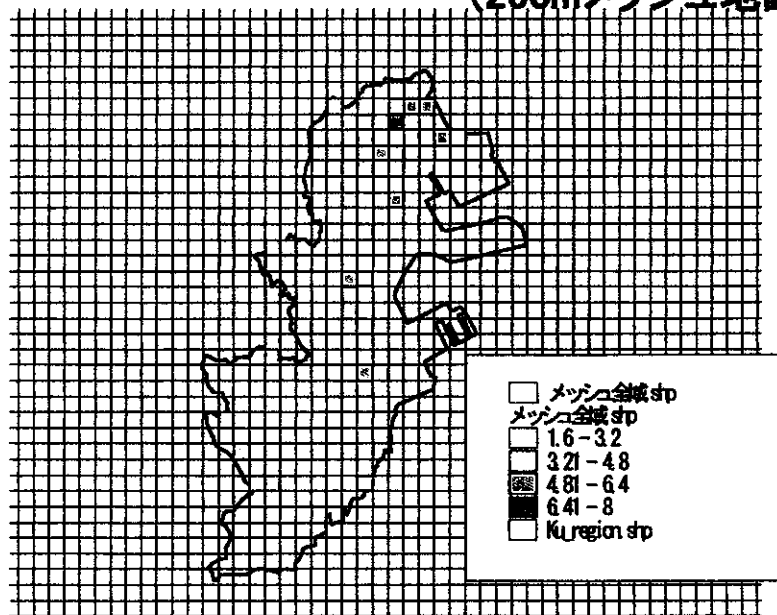 (200mメッシュ地
メッシュ全域.shp
メッシュ全域.shp
1.6 - 3.2
3.21 - 4.8
4.81 - 6.4
6.41 - 8
Ku_region.shp